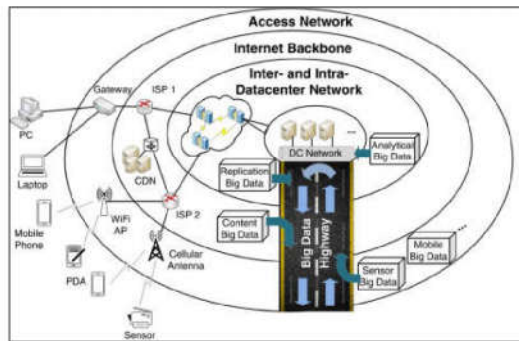 Access Network
Internet Backbone
Inter- and Intra-
Datacenter Network
Gateway
ISP 1
PC
Laptop
CDN
...
DC Network
Analytical
Big Data
Replication
Big Data
Content
Big Data
Big Data
Highway
ISP 2
WiFi
AP
Mobile
Phone
PDA
Cellular
Antenna
Sensor
Mobile
Big Data
...
Sensor
Big Data